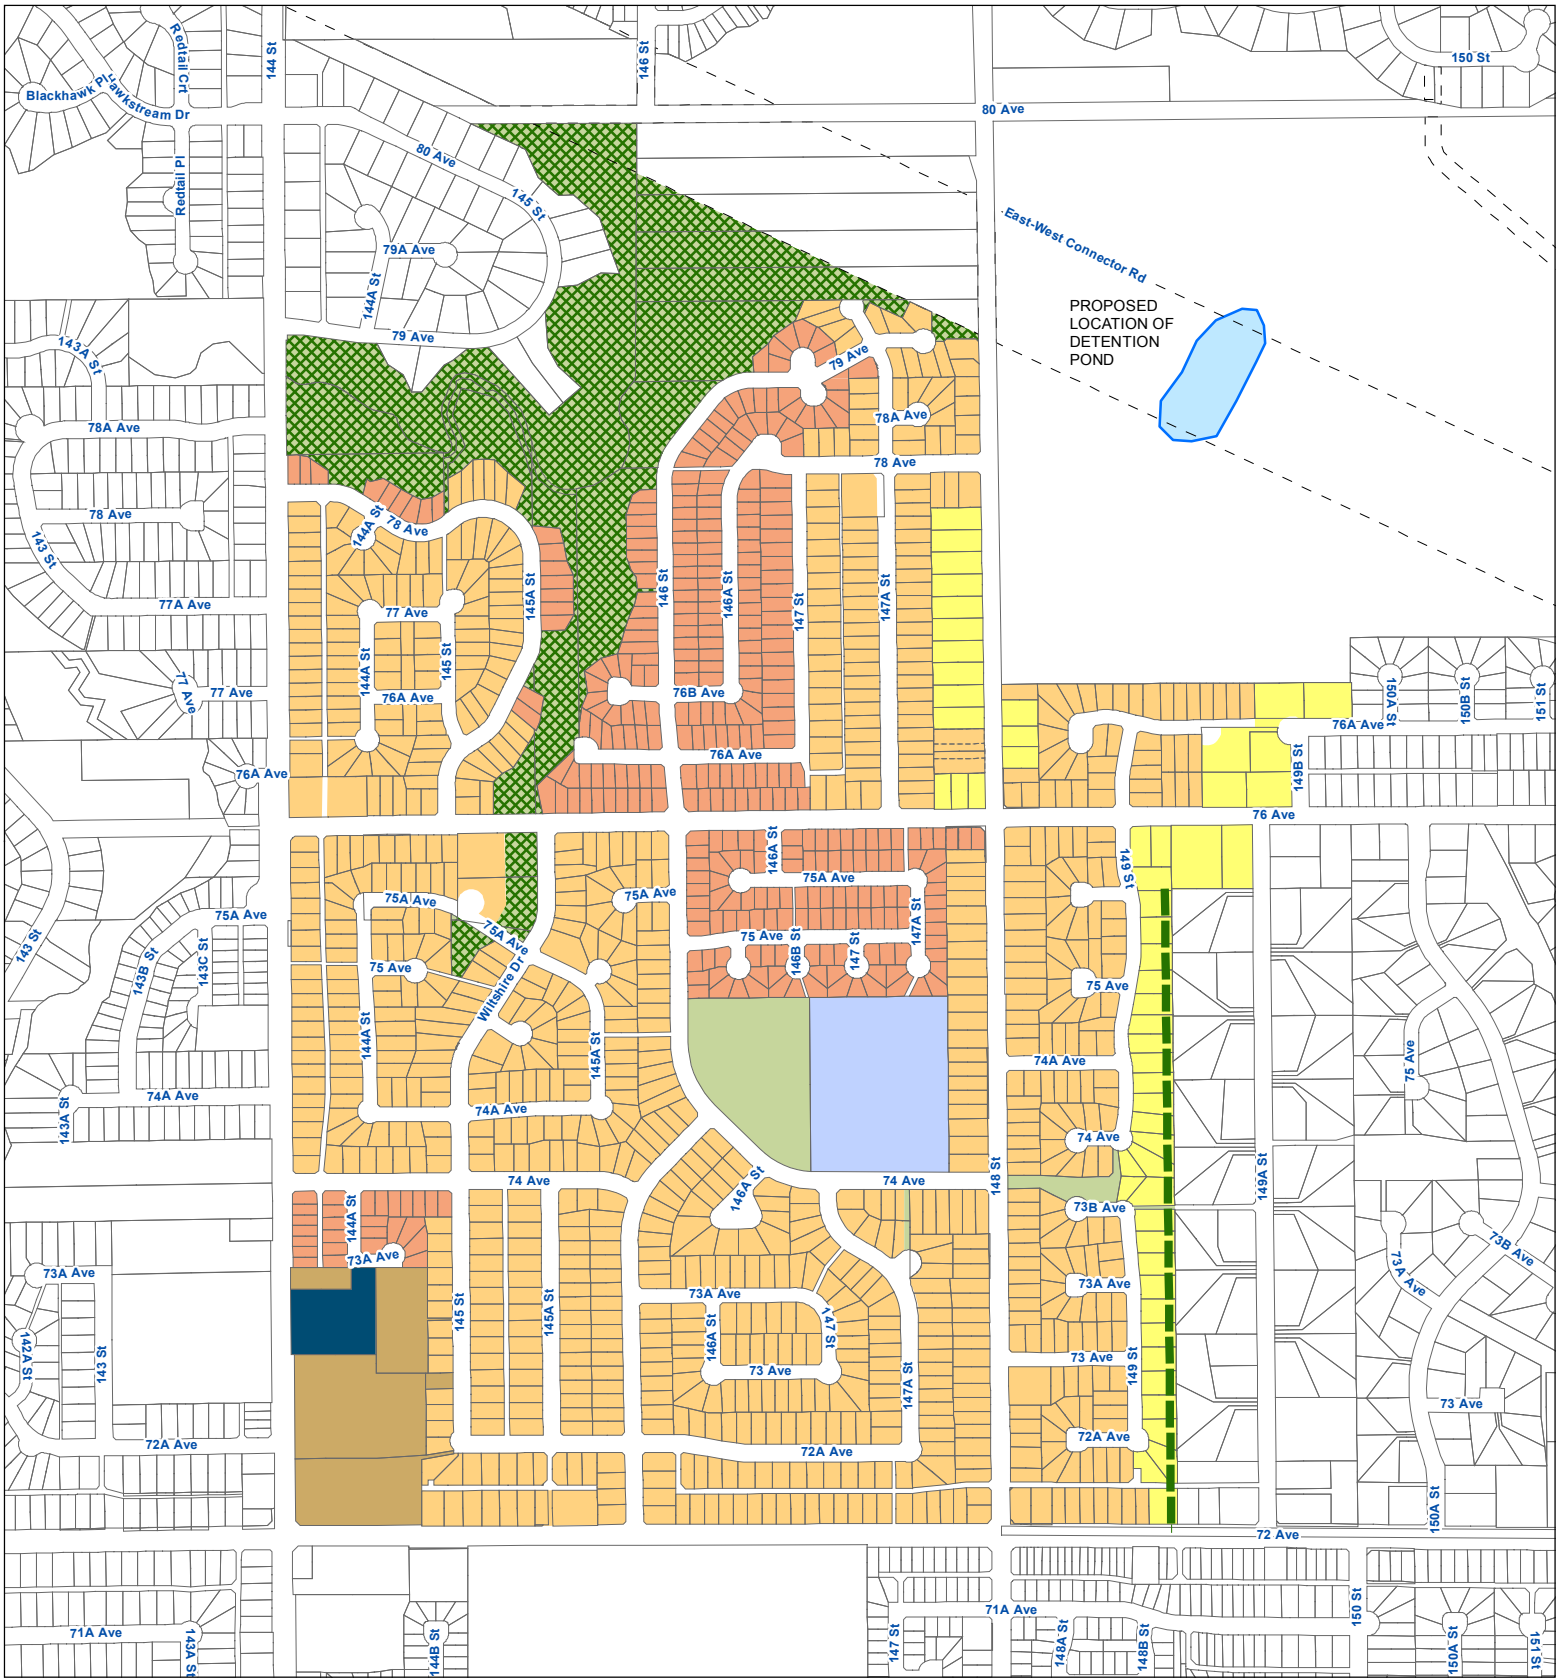 Redtail Crt
144 St
146 St
150 St
Blackhawk Pl
Hawkstream Dr
80 Ave
80 Ave
Redtail Pl
145 St
79A Ave
144A St
East-West Connector Rd
PROPOSED
LOCATION OF
DETENTION
POND
79 Ave
143A St
79 Ave
78A Ave
78A Ave
78 Ave
78 Ave
144A St
78 Ave
143 St
77A Ave
77 Ave
145A St
146 St
146A St
147 St
147A St
144A St
145 St
77 Ave
77 Ave
76A Ave
76B Ave
150A St
150B St
151 St
76A Ave
76A Ave
76A Ave
149B St
76 Ave
146A St
149 St
75A Ave
75A Ave
75A Ave
75A Ave
75A Ave
147A St
143 St
143B St
143C St
75 Ave
146B St
147 St
75 Ave
Wiltshire Dr
75 Ave
144A St
145A St
74A Ave
75 Ave
74A Ave
143A St
74A Ave
74 Ave
74 Ave
146A St
74 Ave
148 St
149A St
144A St
73B Ave
73A Ave
73B Ave
73A Ave
73A Ave
73A Ave
73A Ave
142A St
143 St
145 St
145A St
146A St
147 St
73 Ave
147A St
73 Ave
149 St
73 Ave
72A Ave
72A Ave
72A Ave
150A St
72 Ave
71A Ave
143A St
144B St
71A Ave
147 St
148A St
148B St
150 St
150A St
151 St